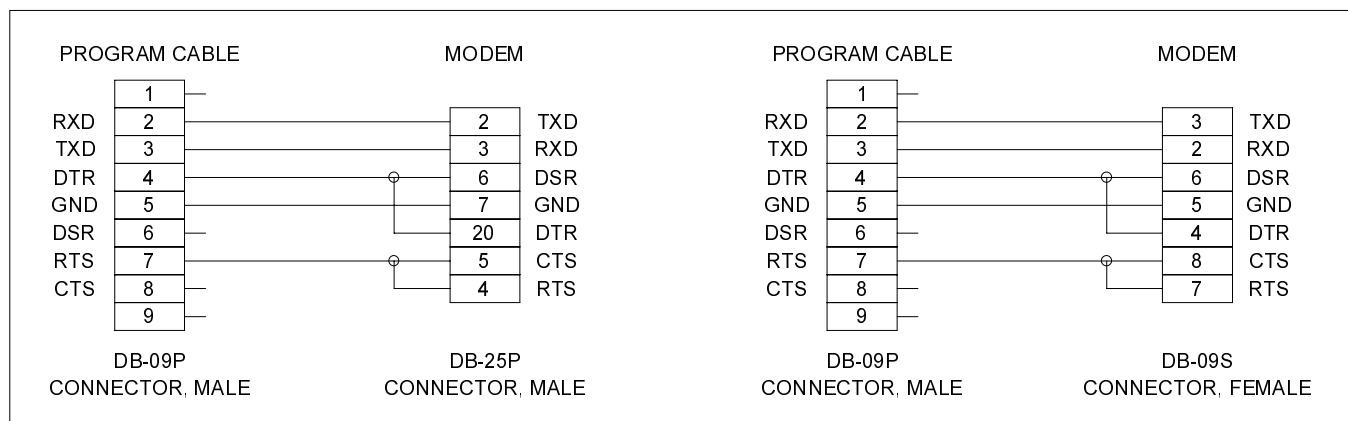 PROGRAM CABLE MODEM PROGRAM CABLE MODEM
1 1
RXD 2 2 TXD RXD 2 3 TXD
TXD 3 3 RXD TXD 3 2 RXD
DTR 4 6 DSR DTR 4 6 DSR
GND 5 7 GND GND 5 5 GND
DSR 6 20 DTR DSR 6 4 DTR
RTS 7 5 CTS RTS 7 8 CTS
CTS 8 4 RTS CTS 8 7 RTS
9 9
DB-09P DB-25P DB-09P DB-09S
CONNECTOR, MALE CONNECTOR, MALE CONNECTOR, MALE CONNECTOR, FEMALE